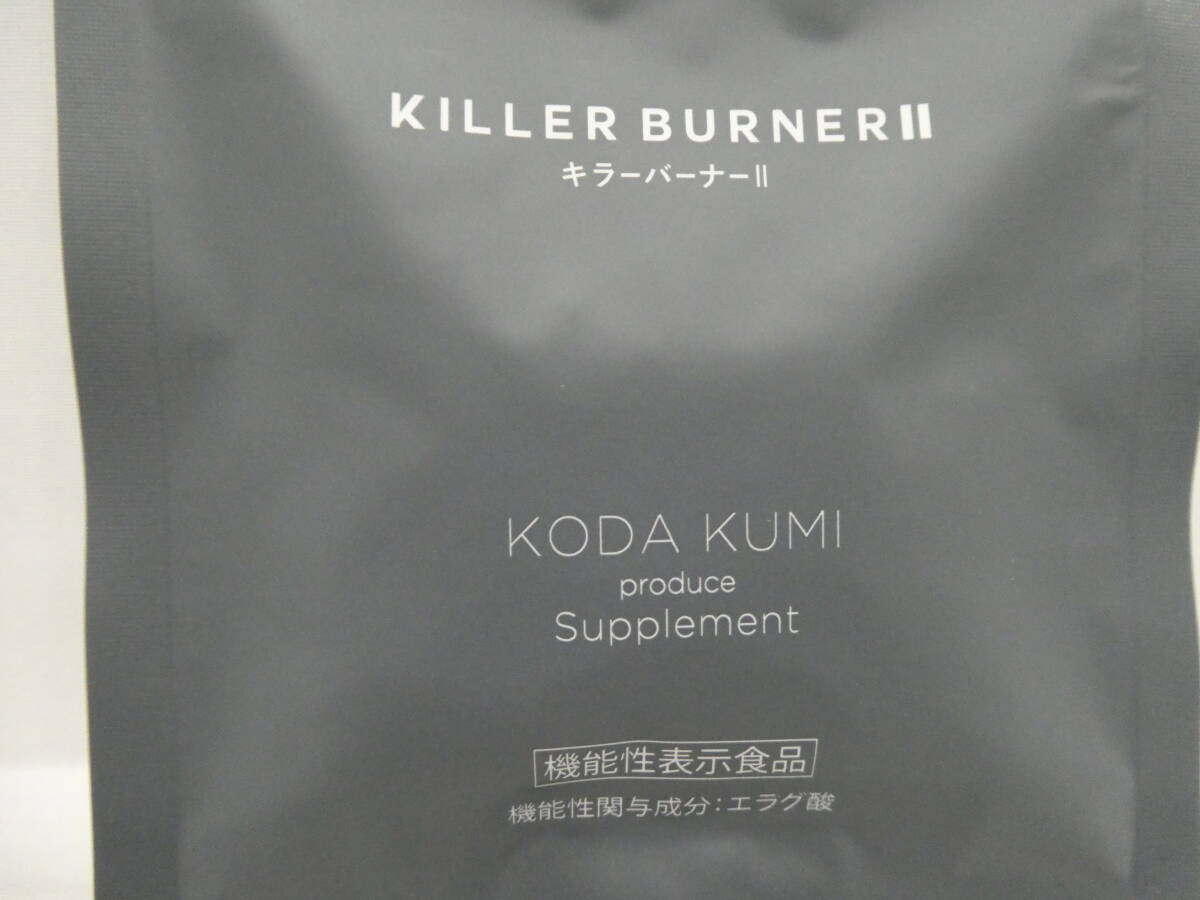 KILLER BURNERⅡ
キラーバーナーⅡ
KODA KUMI
produce
Supplement
機能性表示食品
機能性関与成分：エラグ酸